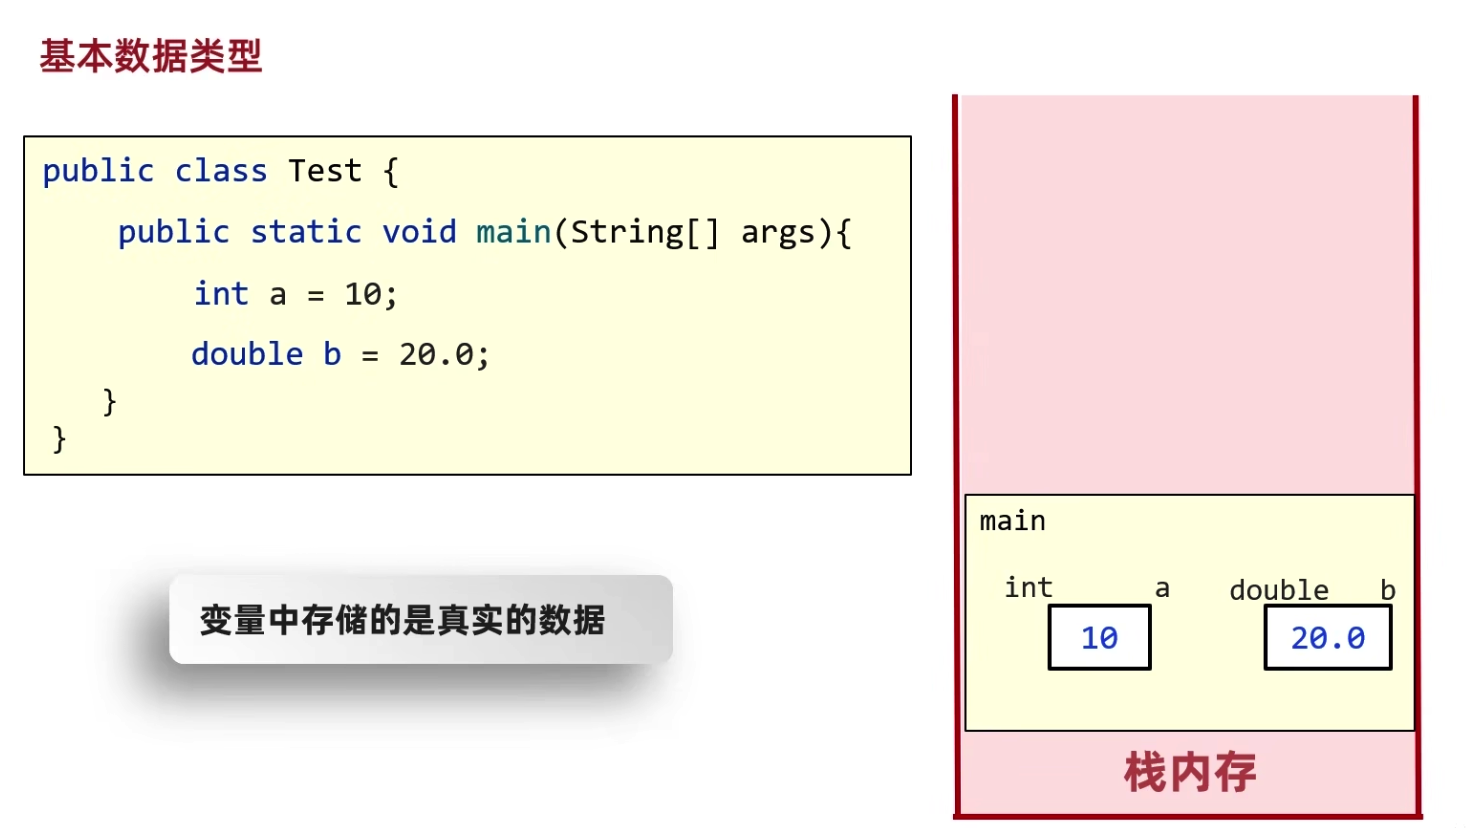 基本数据类型
public class Test {
public static void main(String[] args){
int a = 10;
double b = 20.0;
}
}
变量中存储的是真实的数据
main
int a double b
10 20.0
栈内存